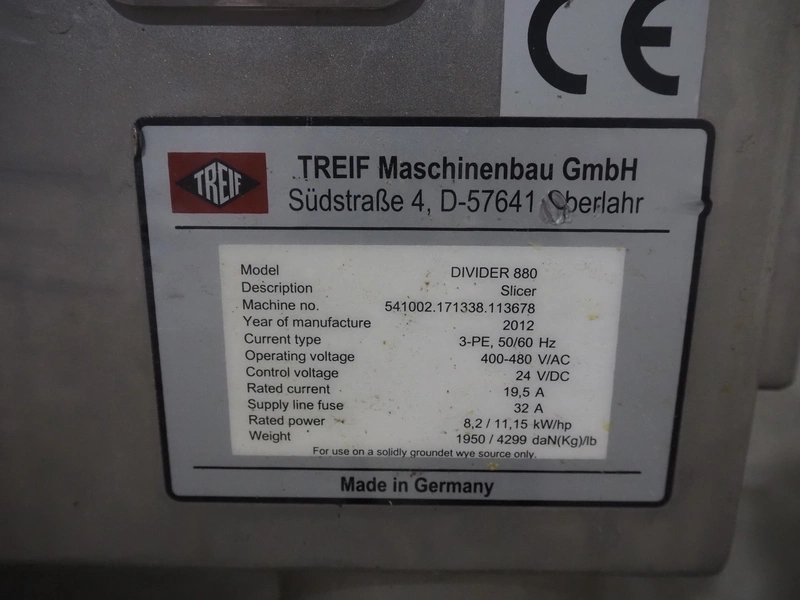 CE
TREIF
TREIF Maschinenbau GmbH
Südstraße 4, D-57641 Oberlahr
Model DIVIDER 880
Description Slicer
Machine no. 541002.171338.113678
Year of manufacture 2012
Current type 3-PE, 50/60 Hz
Operating voltage 400-480 V/AC
Control voltage 24 V/DC
Rated current 19,5 A
Supply line fuse 32 A
Rated power 8,2 / 11,15 kW/hp
Weight 1950 / 4299 daN(Kg)/lb
For use on a solidly groundet wye source only.
Made in Germany